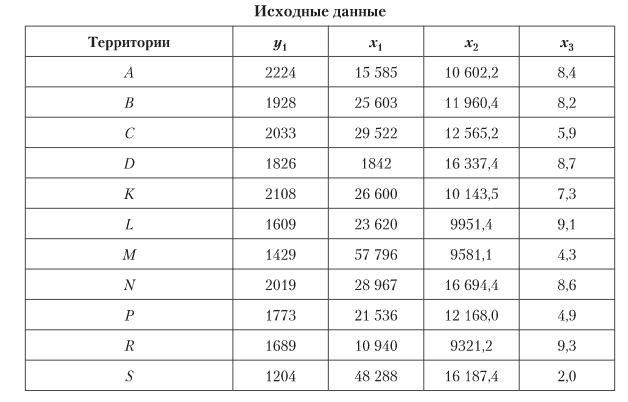 Исходные данные
Территории y1 x1 x2 x3
A 2224 15 585 10 602,2 8,4
B 1928 25 603 11 960,4 8,2
C 2033 29 522 12 565,2 5,9
D 1826 1842 16 337,4 8,7
K 2108 26 600 10 143,5 7,3
L 1609 23 620 9951,4 9,1
M 1429 57 796 9581,1 4,3
N 2019 28 967 16 694,4 8,6
P 1773 21 536 12 168,0 4,9
R 1689 10 940 9321,2 9,3
S 1204 48 288 16 187,4 2,0